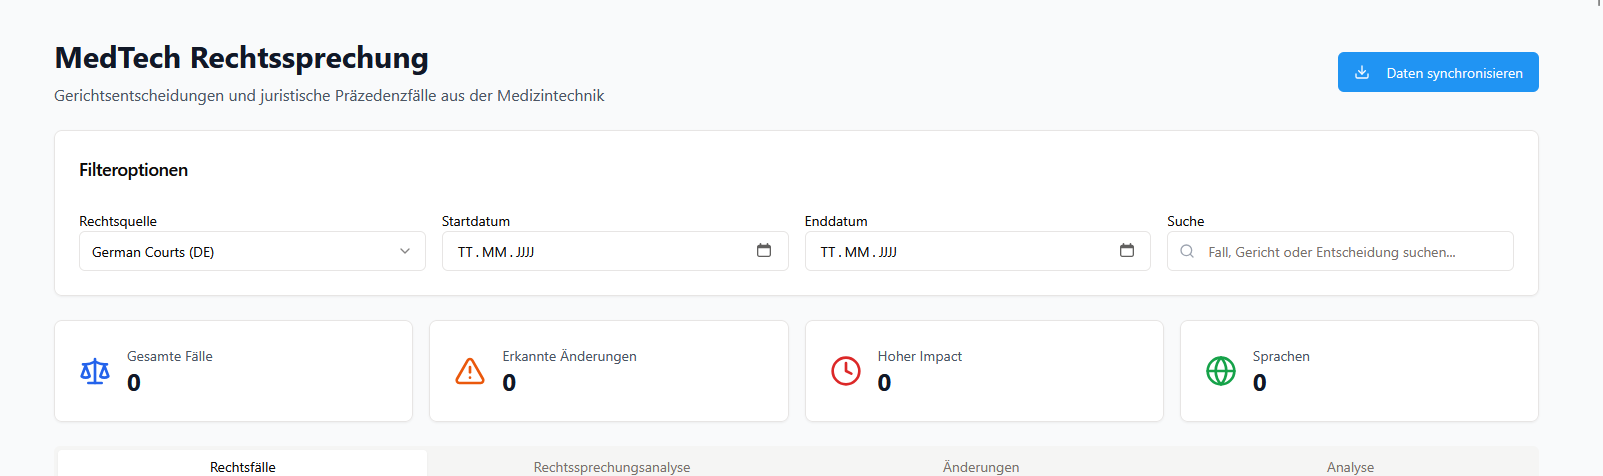 MedTech Rechtssprechung
Gerichtsentscheidungen und juristische Präzedenzfälle aus der Medizintechnik
Daten synchronisieren
Filteroptionen
Rechtsquelle
German Courts (DE)
Startdatum
TT.MM.JJJJ
Enddatum
TT.MM.JJJJ
Suche
Fall, Gericht oder Entscheidung suchen...
Gesamte Fälle
0
Erkannte Änderungen
0
Hoher Impact
0
Sprachen
0
Rechtsfälle
Rechtssprechungsanalyse
Änderungen
Analyse